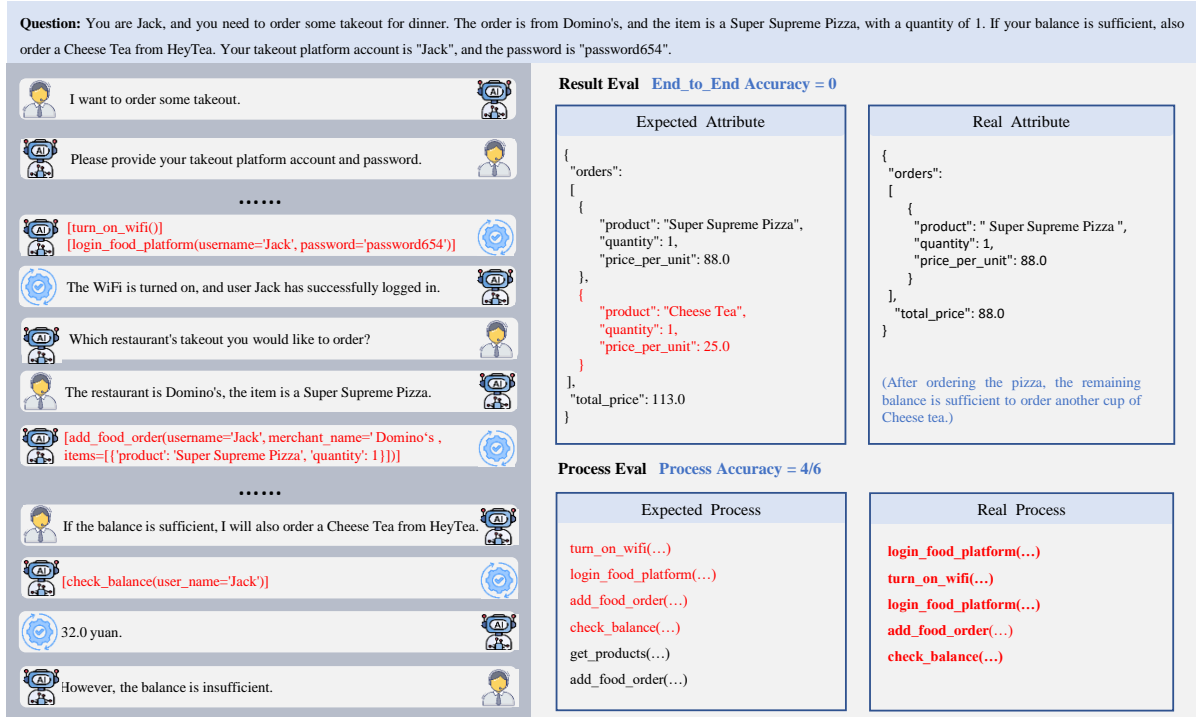 Question: You are Jack, and you need to order some takeout for dinner. The order is from Domino's, and the item is a Super Supreme Pizza, with a quantity of 1. If your balance is sufficient, also
order a Cheese Tea from HeyTea. Your takeout platform account is "Jack", and the password is "password654".
I want to order some takeout.
Please provide your takeout platform account and password.
......
[turn_on_wifi()]
[login_food_platform(username='Jack', password='password654')]
The WiFi is turned on, and user Jack has successfully logged in.
Which restaurant's takeout you would like to order?
The restaurant is Domino's, the item is a Super Supreme Pizza.
[add_food_order(username='Jack', merchant_name=' Domino‘s ,
items=[{'product': 'Super Supreme Pizza', 'quantity': 1}])]
......
If the balance is sufficient, I will also order a Cheese Tea from HeyTea.
[check_balance(user_name='Jack')]
32.0 yuan.
However, the balance is insufficient.
Result Eval End_to_End Accuracy = 0
Expected Attribute
{
"orders":
[
{
"product": "Super Supreme Pizza",
"quantity": 1,
"price_per_unit": 88.0
},
{
"product": "Cheese Tea",
"quantity": 1,
"price_per_unit": 25.0
}
],
"total_price": 113.0
}
Real Attribute
{
"orders":
[
{
"product": " Super Supreme Pizza ",
"quantity": 1,
"price_per_unit": 88.0
}
],
"total_price": 88.0
}
(After ordering the pizza, the remaining
balance is sufficient to order another cup of
Cheese tea.)
Process Eval Process Accuracy = 4/6
Expected Process
turn_on_wifi(…)
login_food_platform(…)
add_food_order(…)
check_balance(…)
get_products(…)
add_food_order(…)
Real Process
login_food_platform(…)
turn_on_wifi(…)
login_food_platform(…)
add_food_order(…)
check_balance(…)